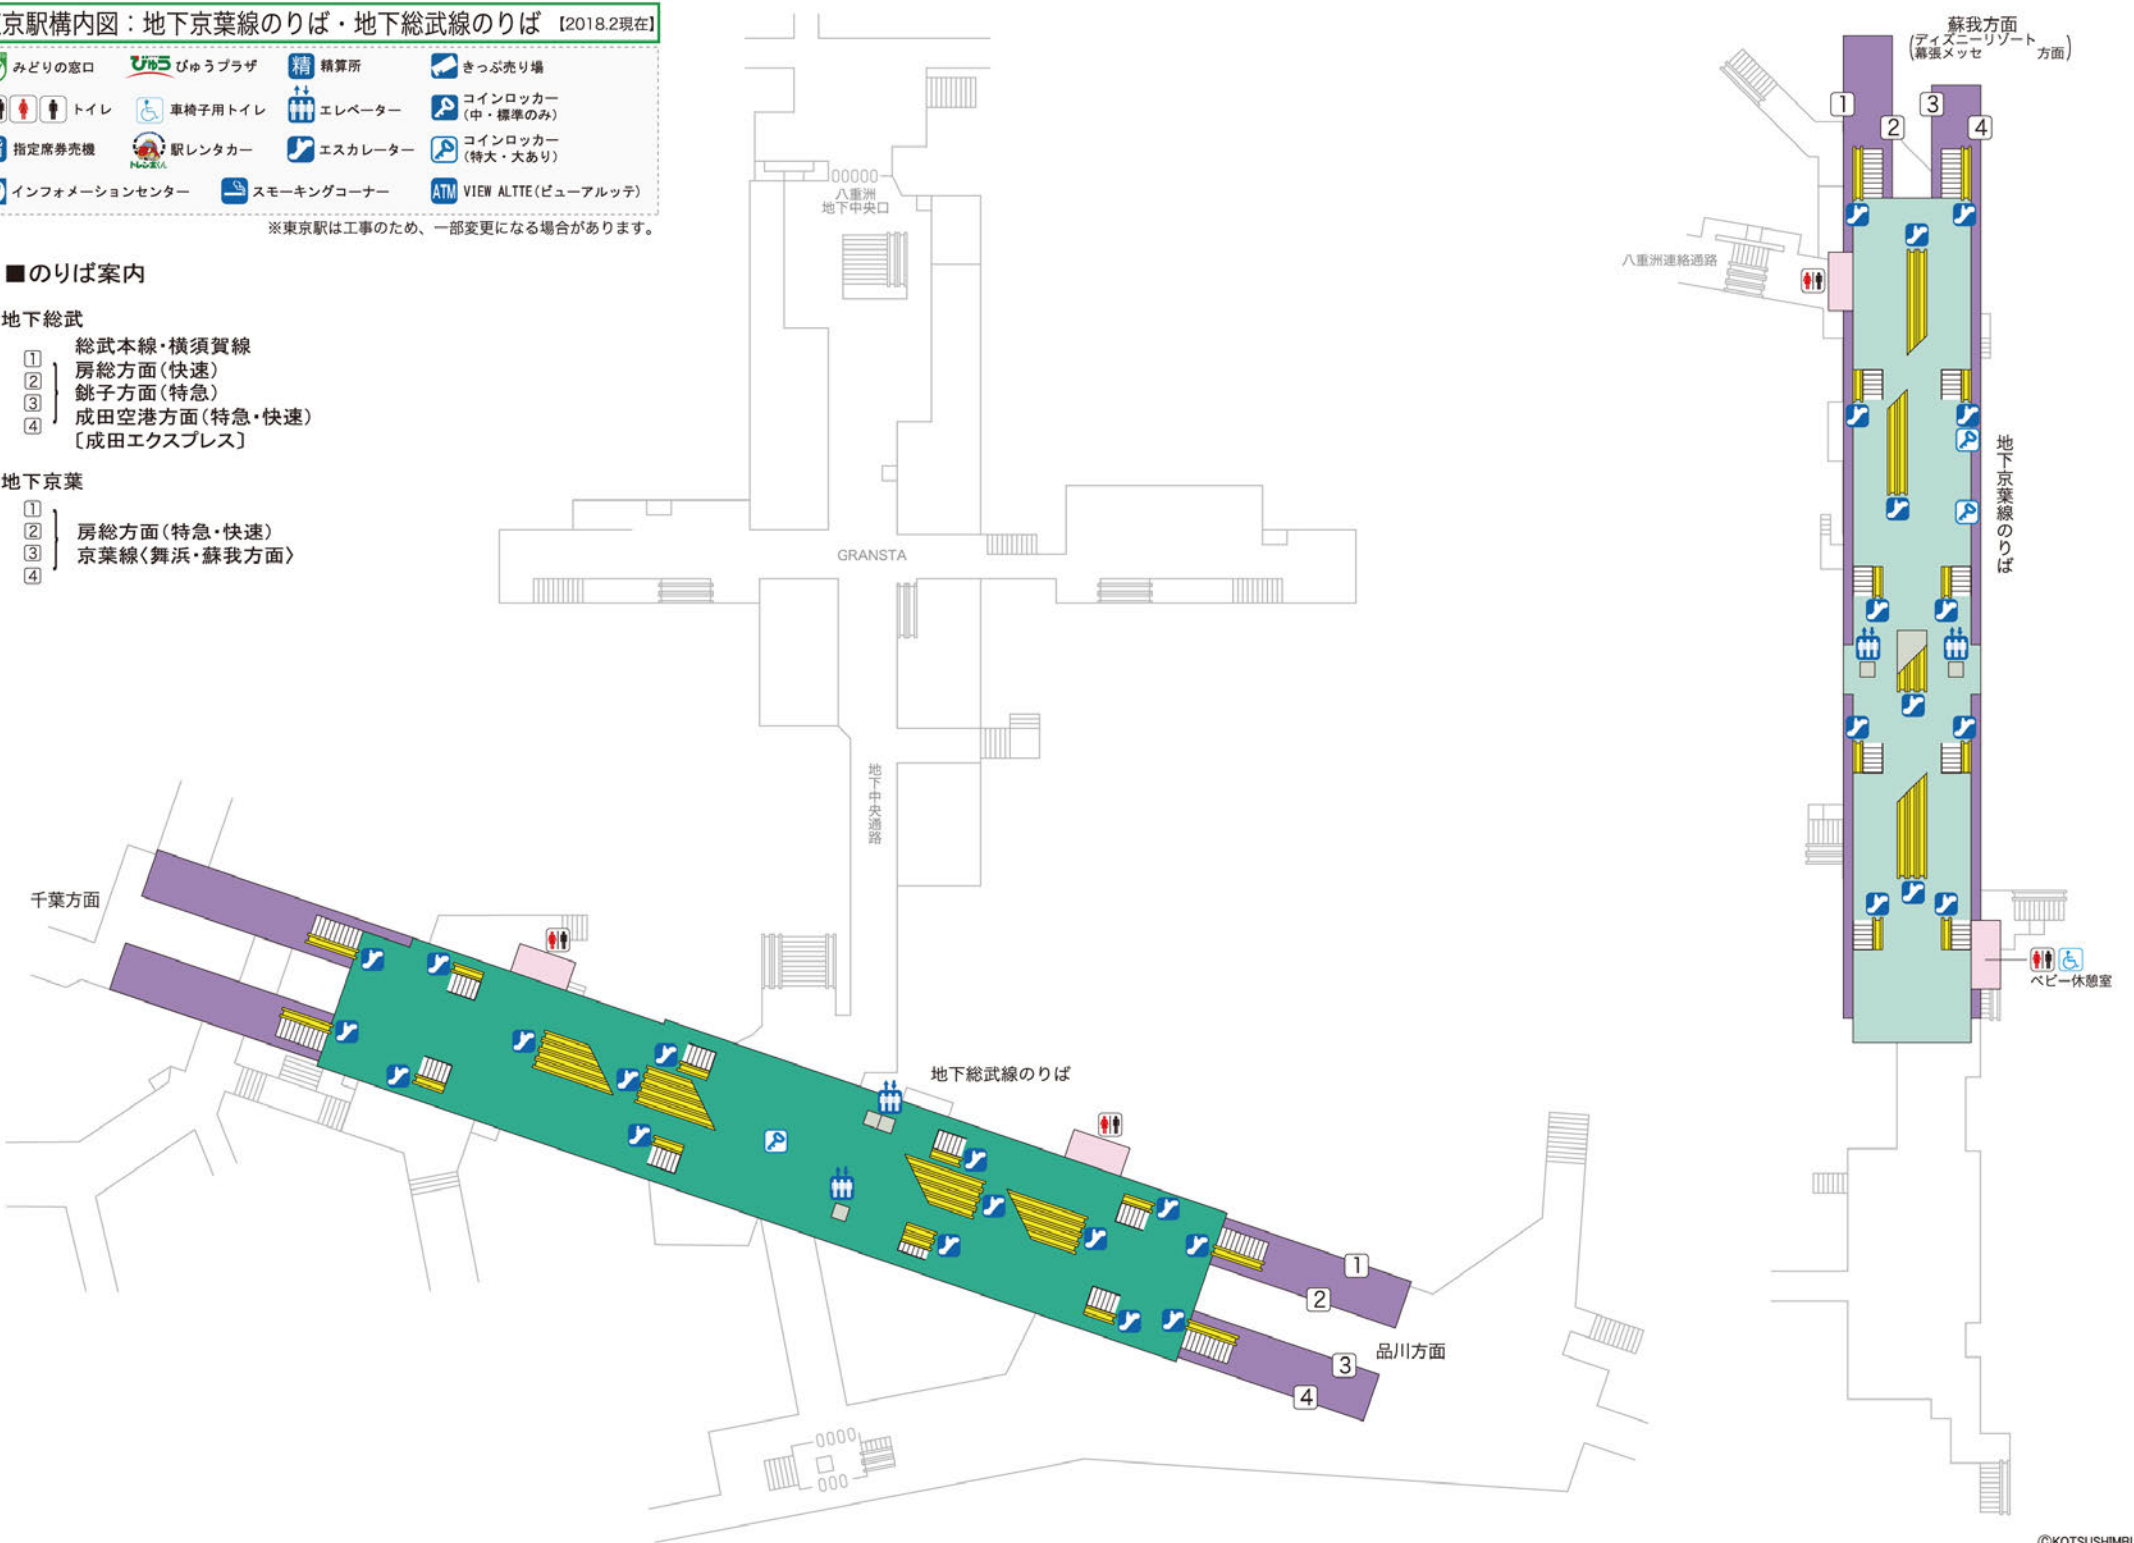 京駅構内図：地下京葉線のりば・地下総武線のりば 【2018.2現在】
みどりの窓口
びゅう びゅうプラザ
精 精算所
きっぷ売り場
トイレ
車椅子用トイレ
エレベーター
コインロッカー
(中・標準のみ)
指定席券売機
トレン太くん 駅レンタカー
エスカレーター
コインロッカー
(特大・大あり)
インフォメーションセンター
スモーキングコーナー
ATM VIEW ALTTE(ビューアルッテ)
※東京駅は工事のため、一部変更になる場合があります。
■のりば案内
地下総武
1
2
3
4
総武本線・横須賀線
房総方面(快速)
銚子方面(特急)
成田空港方面(特急・快速)
〔成田エクスプレス〕
地下京葉
1
2
3
4
房総方面(特急・快速)
京葉線〈舞浜・蘇我方面〉
八重洲
地下中央口
GRANSTA
地下中央通路
千葉方面
地下総武線のりば
1
2
3
4
品川方面
蘇我方面
(ディズニーリゾート
幕張メッセ 方面)
1
2
3
4
八重洲連絡通路
地下京葉線のりば
ベビー休憩室